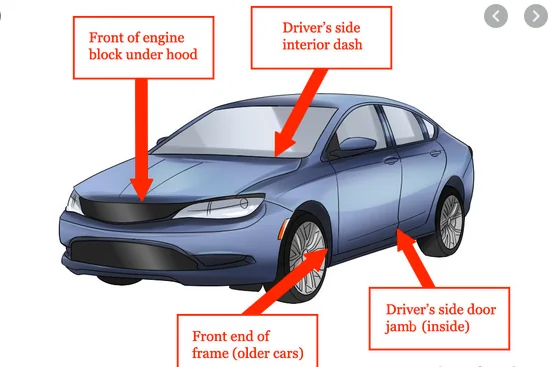 Front of engine
block under hood
Driver's side
interior dash
Driver's side door
jamb (inside)
Front end of
frame (older cars)